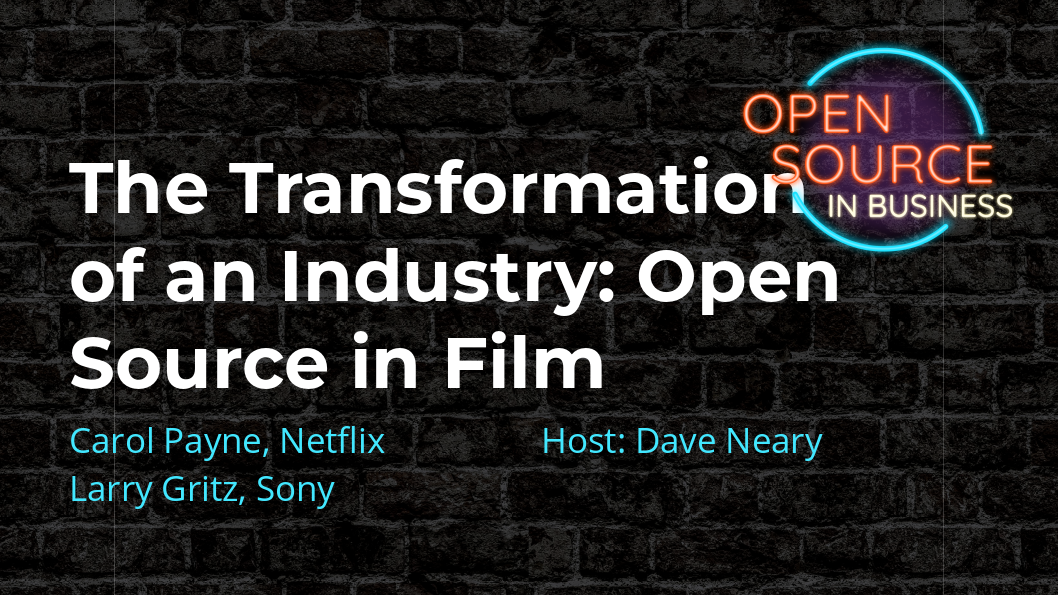 OPEN
SOURCE
IN BUSINESS
The Transformation
of an Industry: Open
Source in Film
Carol Payne, Netflix
Larry Gritz, Sony
Host: Dave Neary